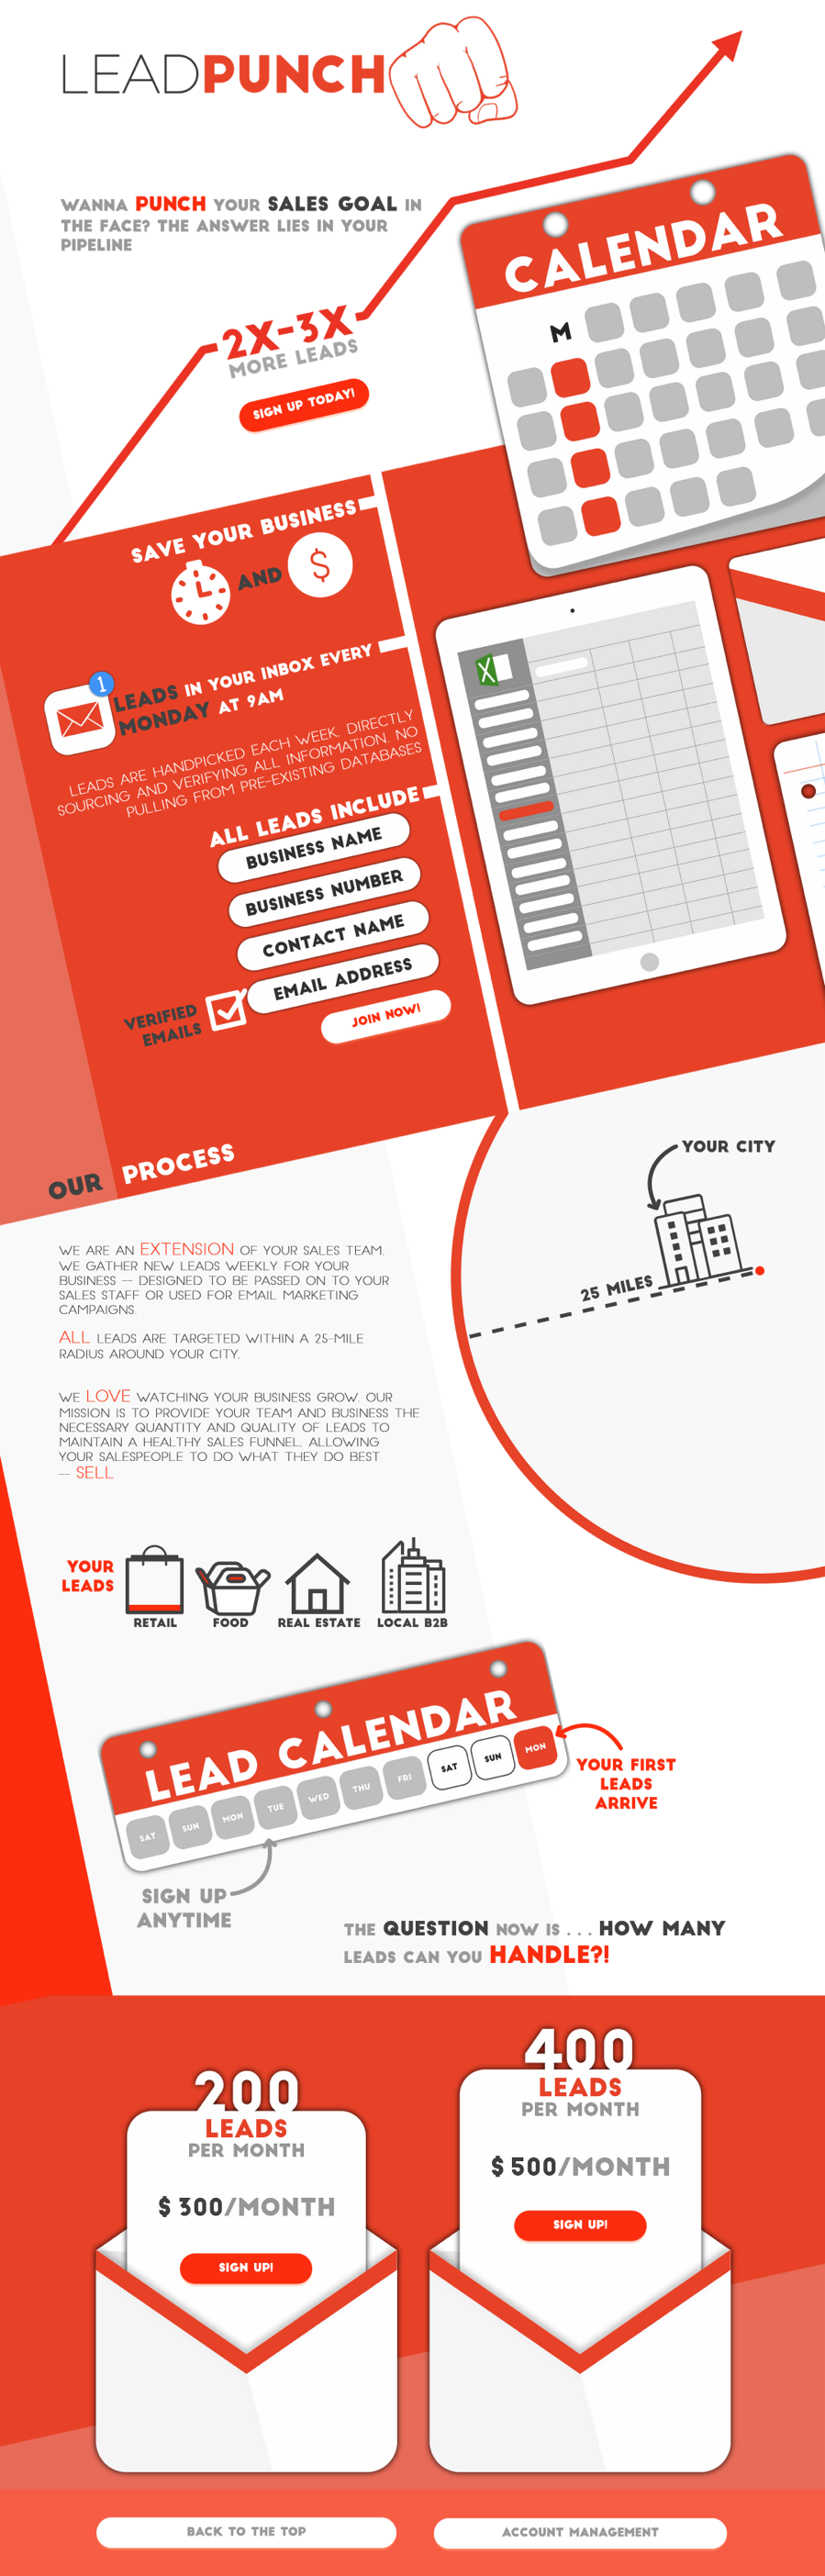 LEADPUNCH
WANNA PUNCH YOUR SALES GOAL IN
THE FACE? THE ANSWER LIES IN YOUR
PIPELINE
2X-3X
MORE LEADS
SIGN UP TODAY!
CALENDAR
M
SAVE YOUR BUSINESS
AND
$
1
LEADS IN YOUR INBOX EVERY
MONDAY AT 9AM
LEADS ARE HANDPICKED EACH WEEK. DIRECTLY
SOURCING AND VERIFYING ALL INFORMATION. NO
PULLING FROM PRE-EXISTING DATABASES
ALL LEADS INCLUDE
BUSINESS NAME
BUSINESS NUMBER
CONTACT NAME
EMAIL ADDRESS
VERIFIED
EMAILS
JOIN NOW!
X
OUR PROCESS
YOUR CITY
25 MILES
WE ARE AN EXTENSION OF YOUR SALES TEAM.
WE GATHER NEW LEADS WEEKLY FOR YOUR
BUSINESS -- DESIGNED TO BE PASSED ON TO YOUR
SALES STAFF OR USED FOR EMAIL MARKETING
CAMPAIGNS.
ALL LEADS ARE TARGETED WITHIN A 25-MILE
RADIUS AROUND YOUR CITY.
WE LOVE WATCHING YOUR BUSINESS GROW. OUR
MISSION IS TO PROVIDE YOUR TEAM AND BUSINESS THE
NECESSARY QUANTITY AND QUALITY OF LEADS TO
MAINTAIN A HEALTHY SALES FUNNEL, ALLOWING
YOUR SALESPEOPLE TO DO WHAT THEY DO BEST
-- SELL
YOUR
LEADS
RETAIL
FOOD
REAL ESTATE
LOCAL B2B
LEAD CALENDAR
SAT SUN MON TUE WED THU FRI SAT SUN MON
YOUR FIRST
LEADS
ARRIVE
SIGN UP
ANYTIME
THE QUESTION NOW IS . . . HOW MANY
LEADS CAN YOU HANDLE?!
200
LEADS
PER MONTH
$ 300/MONTH
SIGN UP!
400
LEADS
PER MONTH
$ 500/MONTH
SIGN UP!
BACK TO THE TOP
ACCOUNT MANAGEMENT